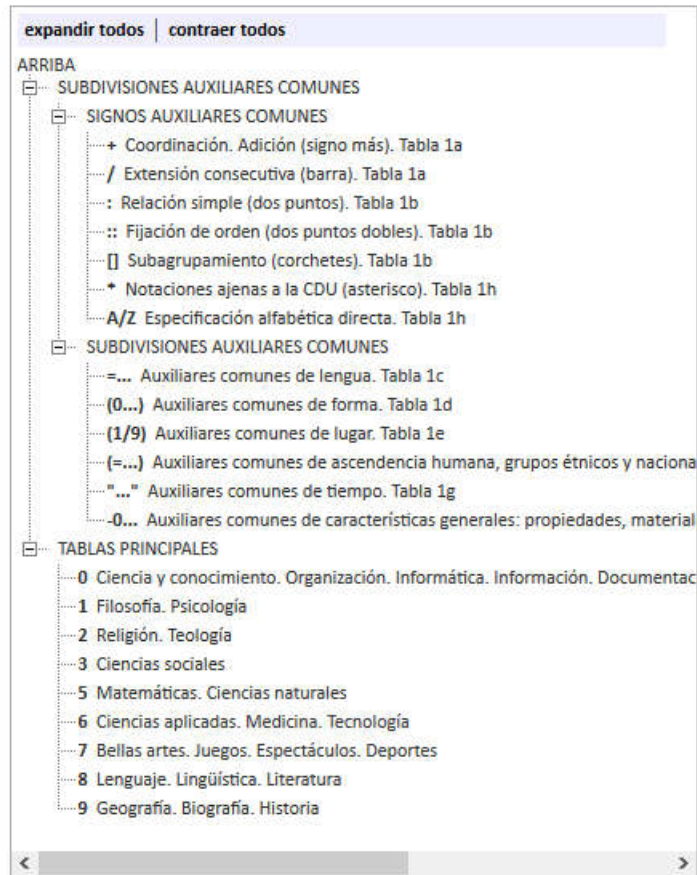 expandir todos | contraer todos
ARRIBA
SUBDIVISIONES AUXILIARES COMUNES
SIGNOS AUXILIARES COMUNES
+ Coordinación. Adición (signo más). Tabla 1a
/ Extensión consecutiva (barra). Tabla 1a
: Relación simple (dos puntos). Tabla 1b
:: Fijación de orden (dos puntos dobles). Tabla 1b
[] Subagrupamiento (corchetes). Tabla 1b
* Notaciones ajenas a la CDU (asterisco). Tabla 1h
A/Z Especificación alfabética directa. Tabla 1h
SUBDIVISIONES AUXILIARES COMUNES
=... Auxiliares comunes de lengua. Tabla 1c
(0...) Auxiliares comunes de forma. Tabla 1d
(1/9) Auxiliares comunes de lugar. Tabla 1e
(=...) Auxiliares comunes de ascendencia humana, grupos étnicos y naciona
"..." Auxiliares comunes de tiempo. Tabla 1g
-0... Auxiliares comunes de características generales: propiedades, material
TABLAS PRINCIPALES
0 Ciencia y conocimiento. Organización. Informática. Información. Documentac
1 Filosofía. Psicología
2 Religión. Teología
3 Ciencias sociales
5 Matemáticas. Ciencias naturales
6 Ciencias aplicadas. Medicina. Tecnología
7 Bellas artes. Juegos. Espectáculos. Deportes
8 Lenguaje. Lingüística. Literatura
9 Geografía. Biografía. Historia